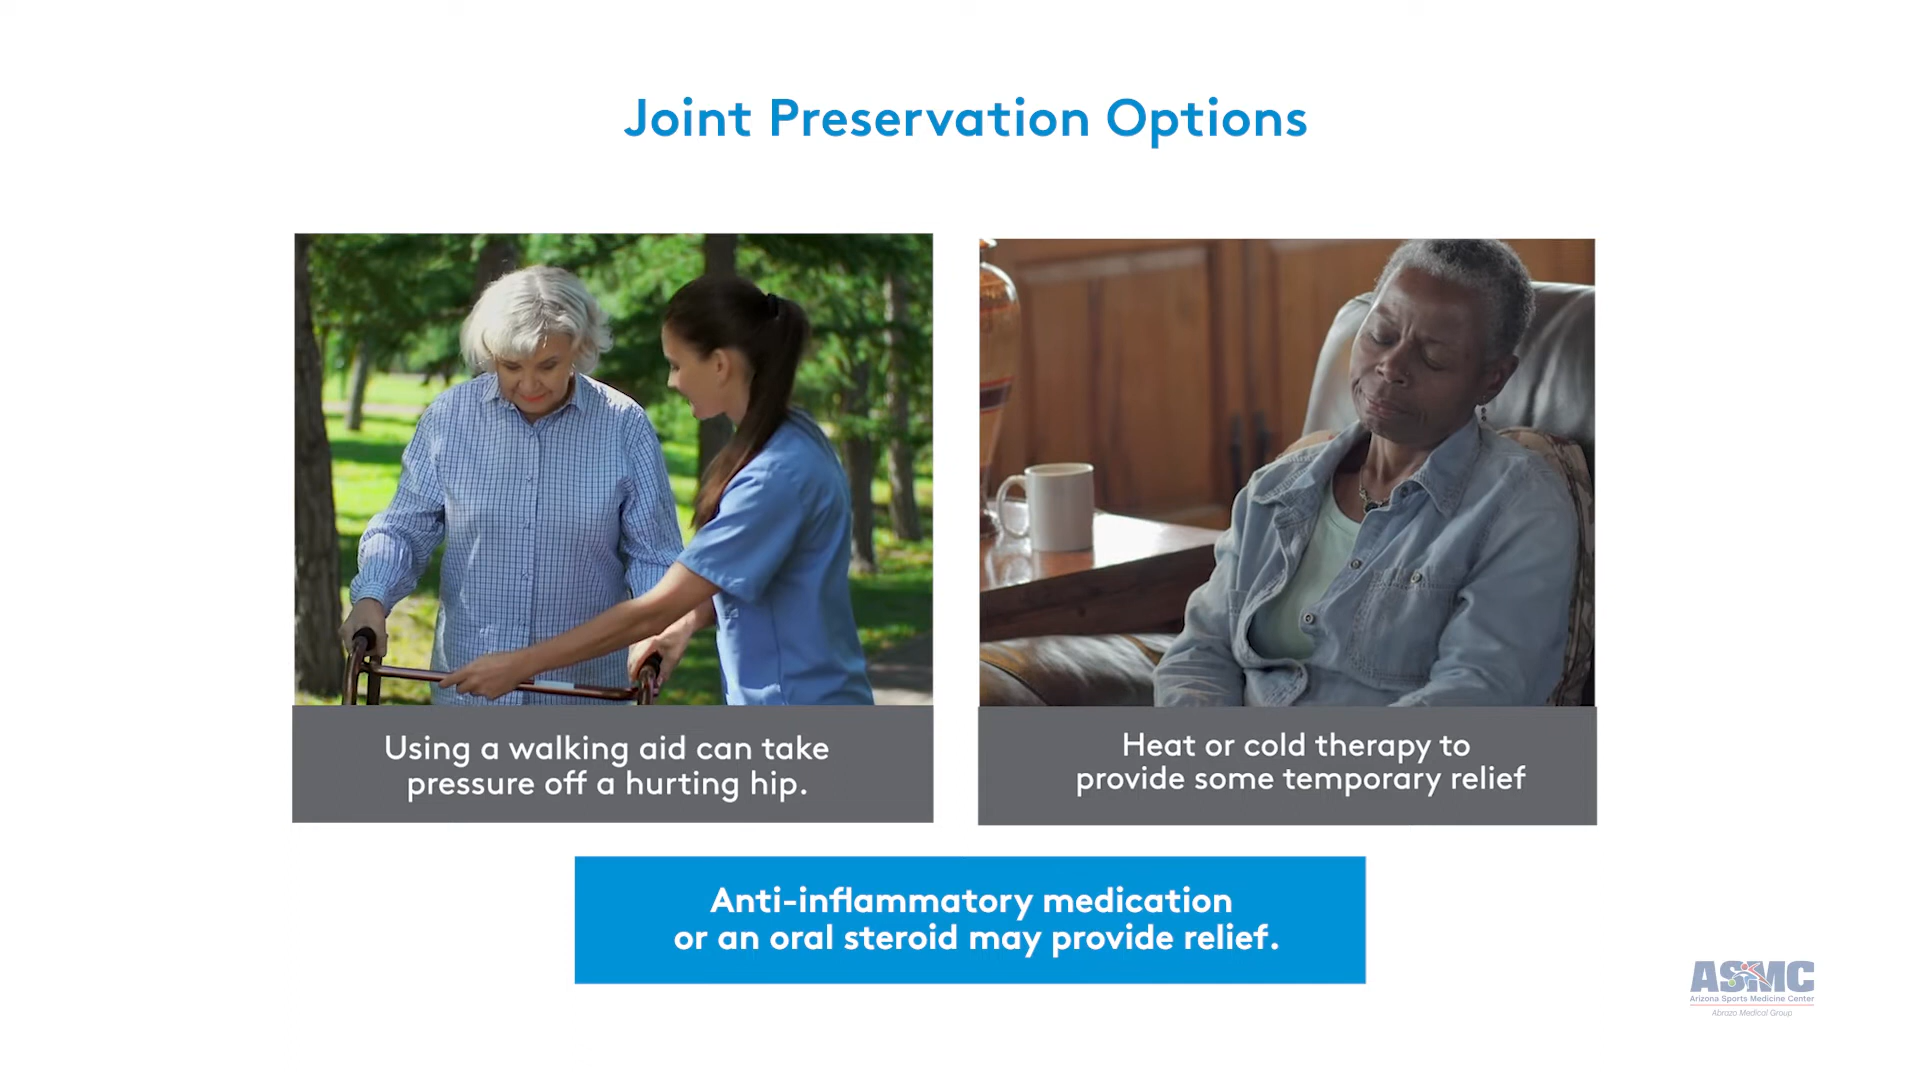 Joint Preservation Options
Using a walking aid can take
pressure off a hurting hip.
Heat or cold therapy to
provide some temporary relief
Anti-inflammatory medication
or an oral steroid may provide relief.
ASMC
Arizona Sports Medicine Center
Abrazo Medical Group